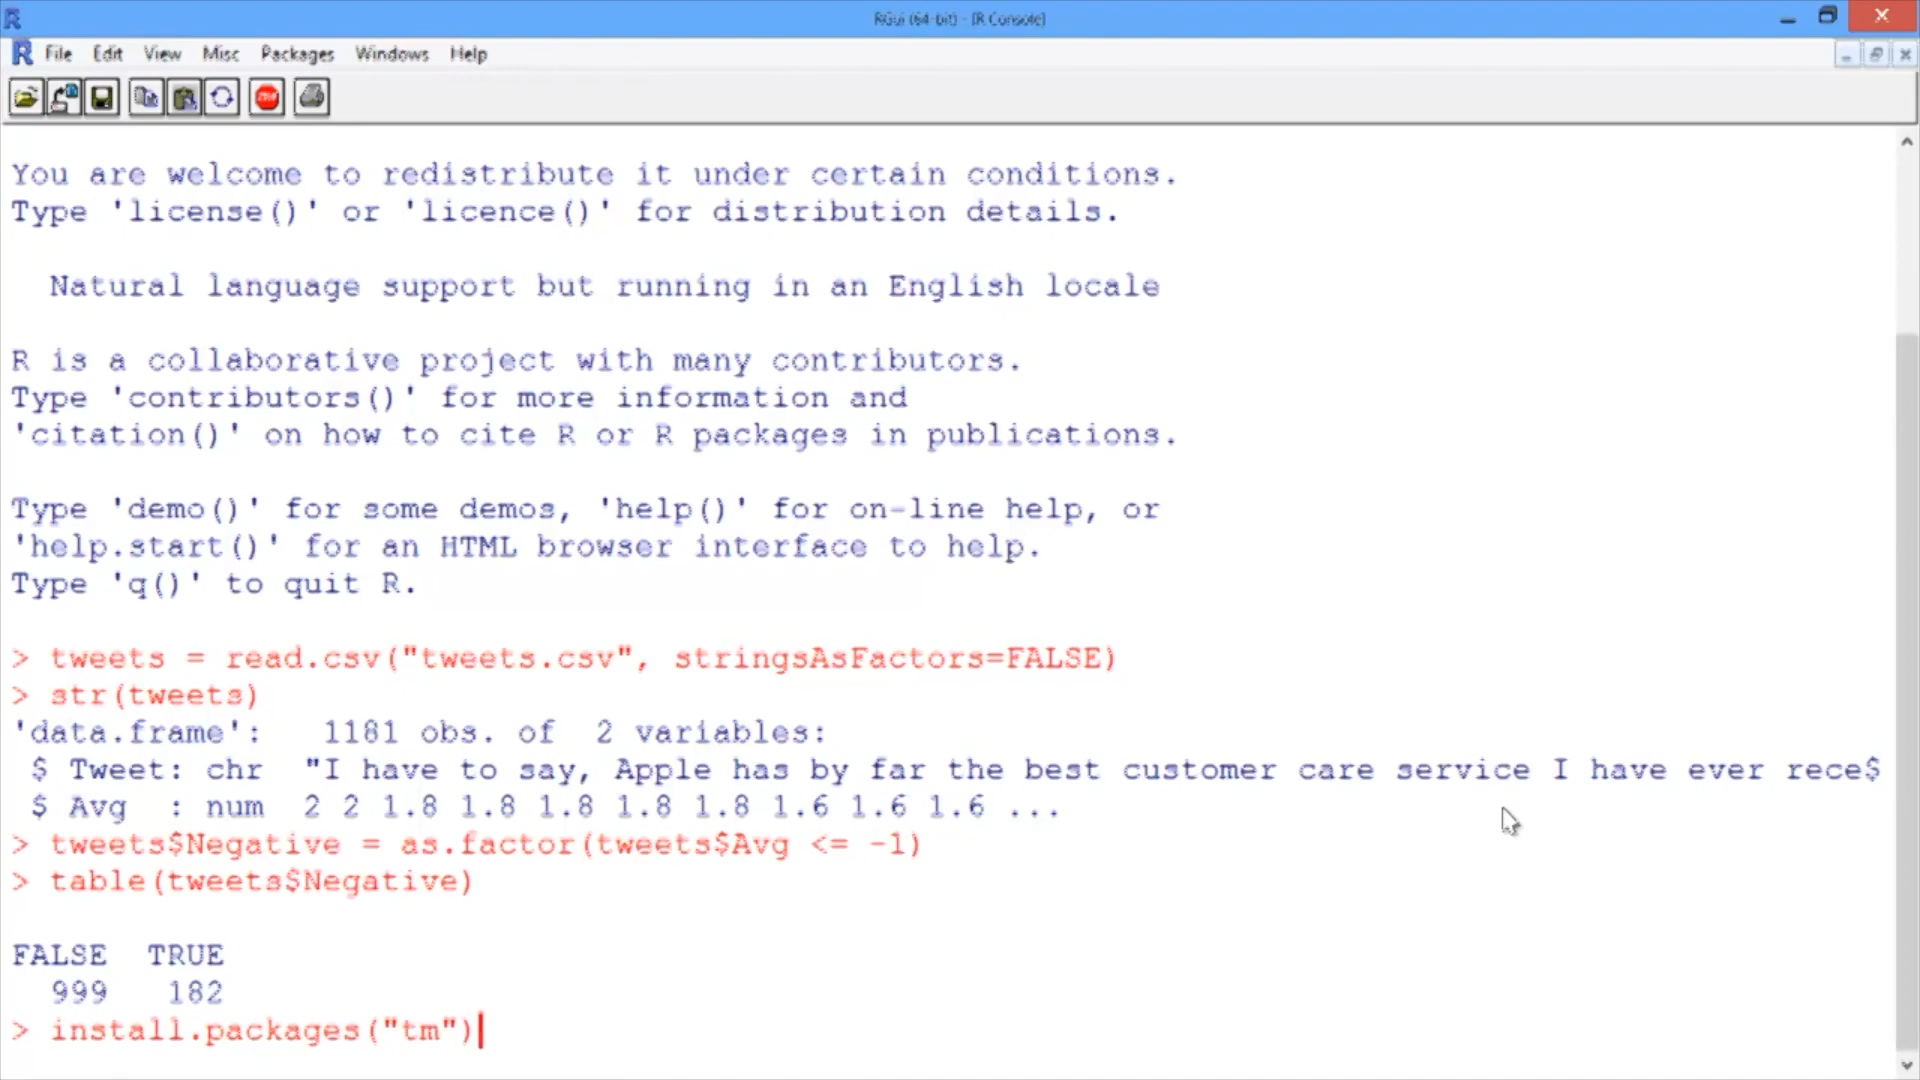 RGui (64-bit) - [R Console]
File Edit View Misc Packages Windows Help
STOP
You are welcome to redistribute it under certain conditions.
Type 'license()' or 'licence()' for distribution details.
Natural language support but running in an English locale
R is a collaborative project with many contributors.
Type 'contributors()' for more information and
'citation()' on how to cite R or R packages in publications.
Type 'demo()' for some demos, 'help()' for on-line help, or
'help.start()' for an HTML browser interface to help.
Type 'q()' to quit R.
> tweets = read.csv("tweets.csv", stringsAsFactors=FALSE)
> str(tweets)
'data.frame':   1181 obs. of  2 variables:
 $ Tweet: chr  "I have to say, Apple has by far the best customer care service I have ever rece$
 $ Avg  : num  2 2 1.8 1.8 1.8 1.8 1.8 1.6 1.6 1.6 ...
> tweets$Negative = as.factor(tweets$Avg <= -1)
> table(tweets$Negative)
FALSE  TRUE
  999   182
> install.packages("tm")